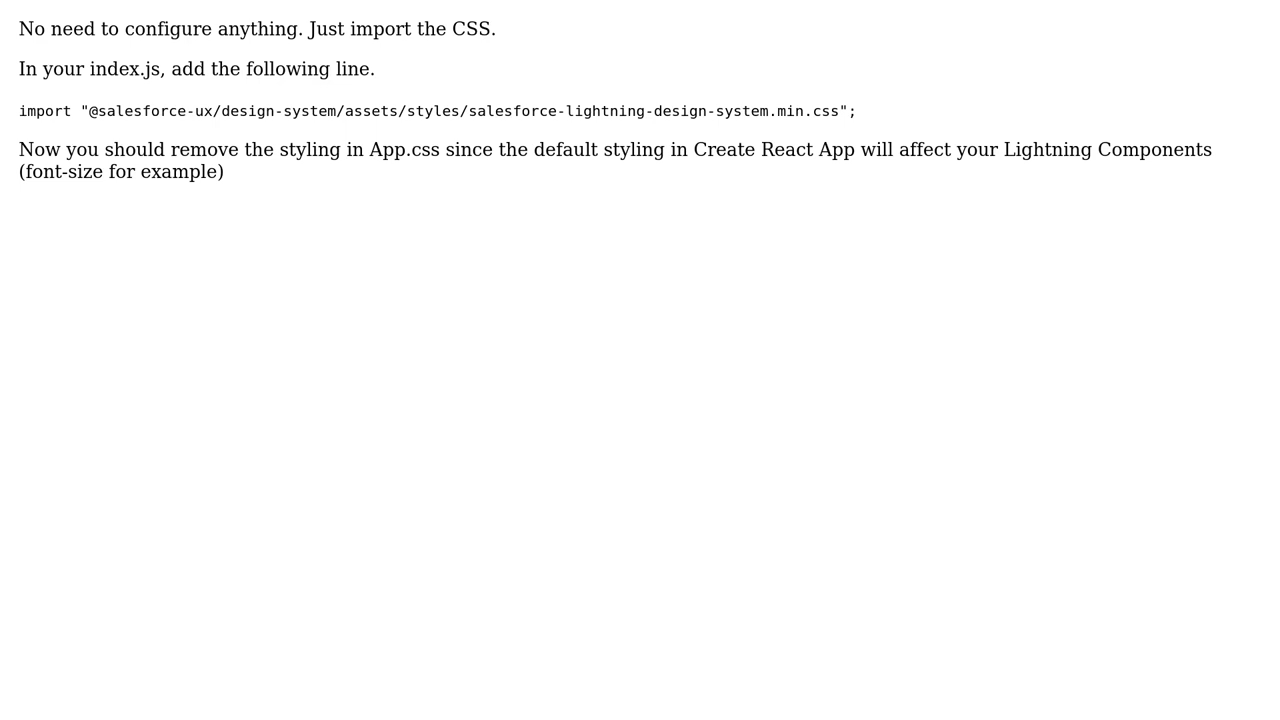 No need to configure anything. Just import the CSS.
In your index.js, add the following line.
import "@salesforce-ux/design-system/assets/styles/salesforce-lightning-design-system.min.css";
Now you should remove the styling in App.css since the default styling in Create React App will affect your Lightning Components
(font-size for example)